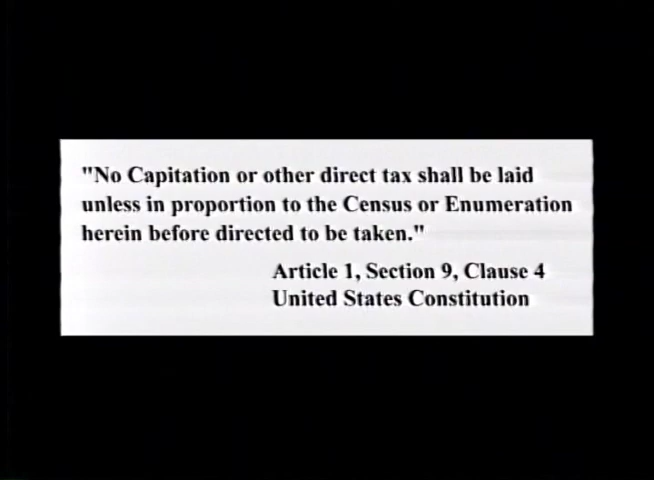 "No Capitation or other direct tax shall be laid
unless in proportion to the Census or Enumeration
herein before directed to be taken."
Article 1, Section 9, Clause 4
United States Constitution